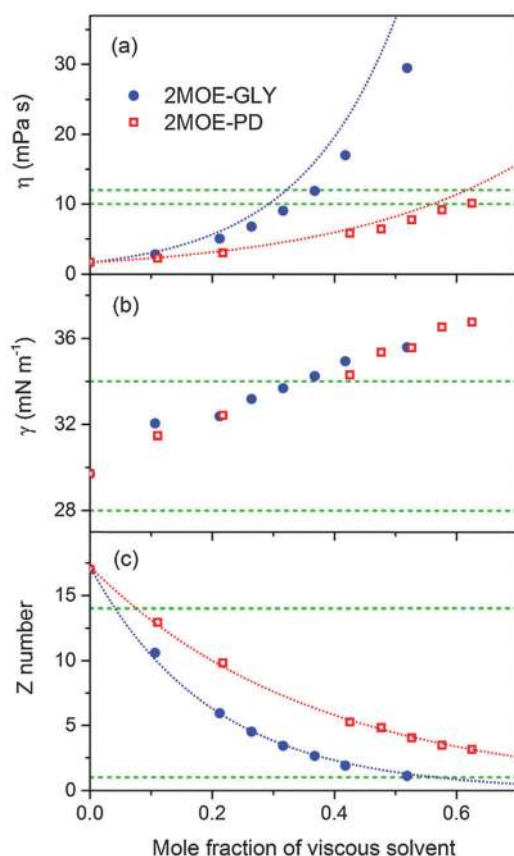 (a)
2MOE-GLY
2MOE-PD
η (mPa s)
30
20
10
0
(b)
γ (mN m⁻¹)
36
32
28
(c)
Z number
15
10
5
0
0.0 0.2 0.4 0.6
Mole fraction of viscous solvent